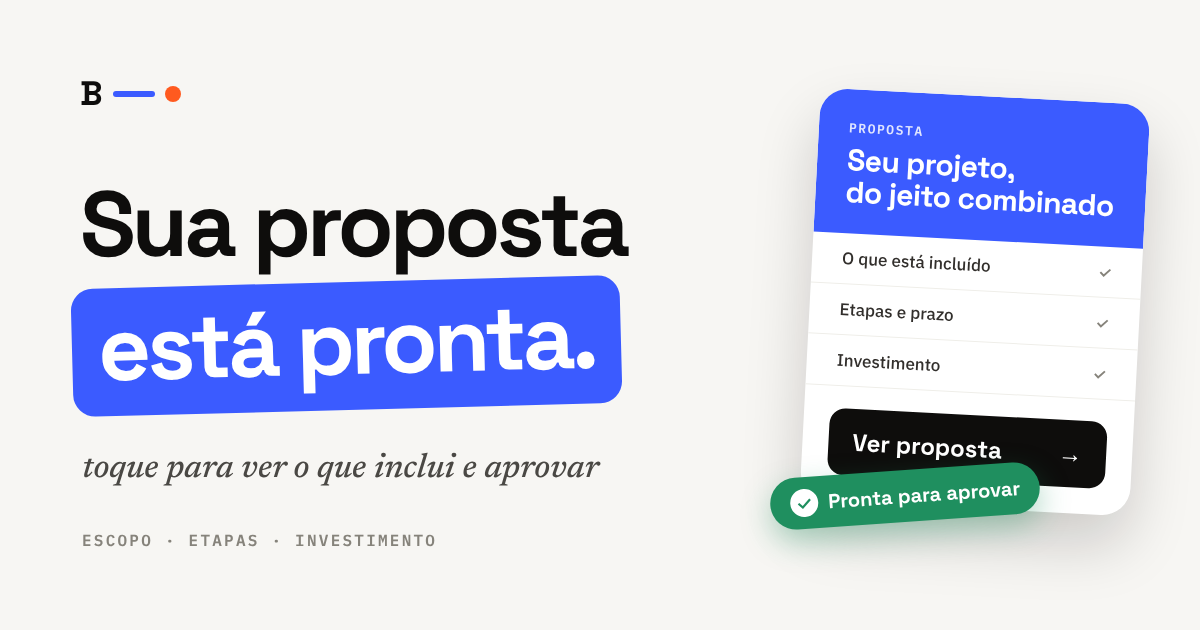 B
Sua proposta
está pronta.
toque para ver o que inclui e aprovar
ESCOPO · ETAPAS · INVESTIMENTO
PROPOSTA
Seu projeto,
do jeito combinado
O que está incluído
Etapas e prazo
Investimento
Ver proposta →
Pronta para aprovar